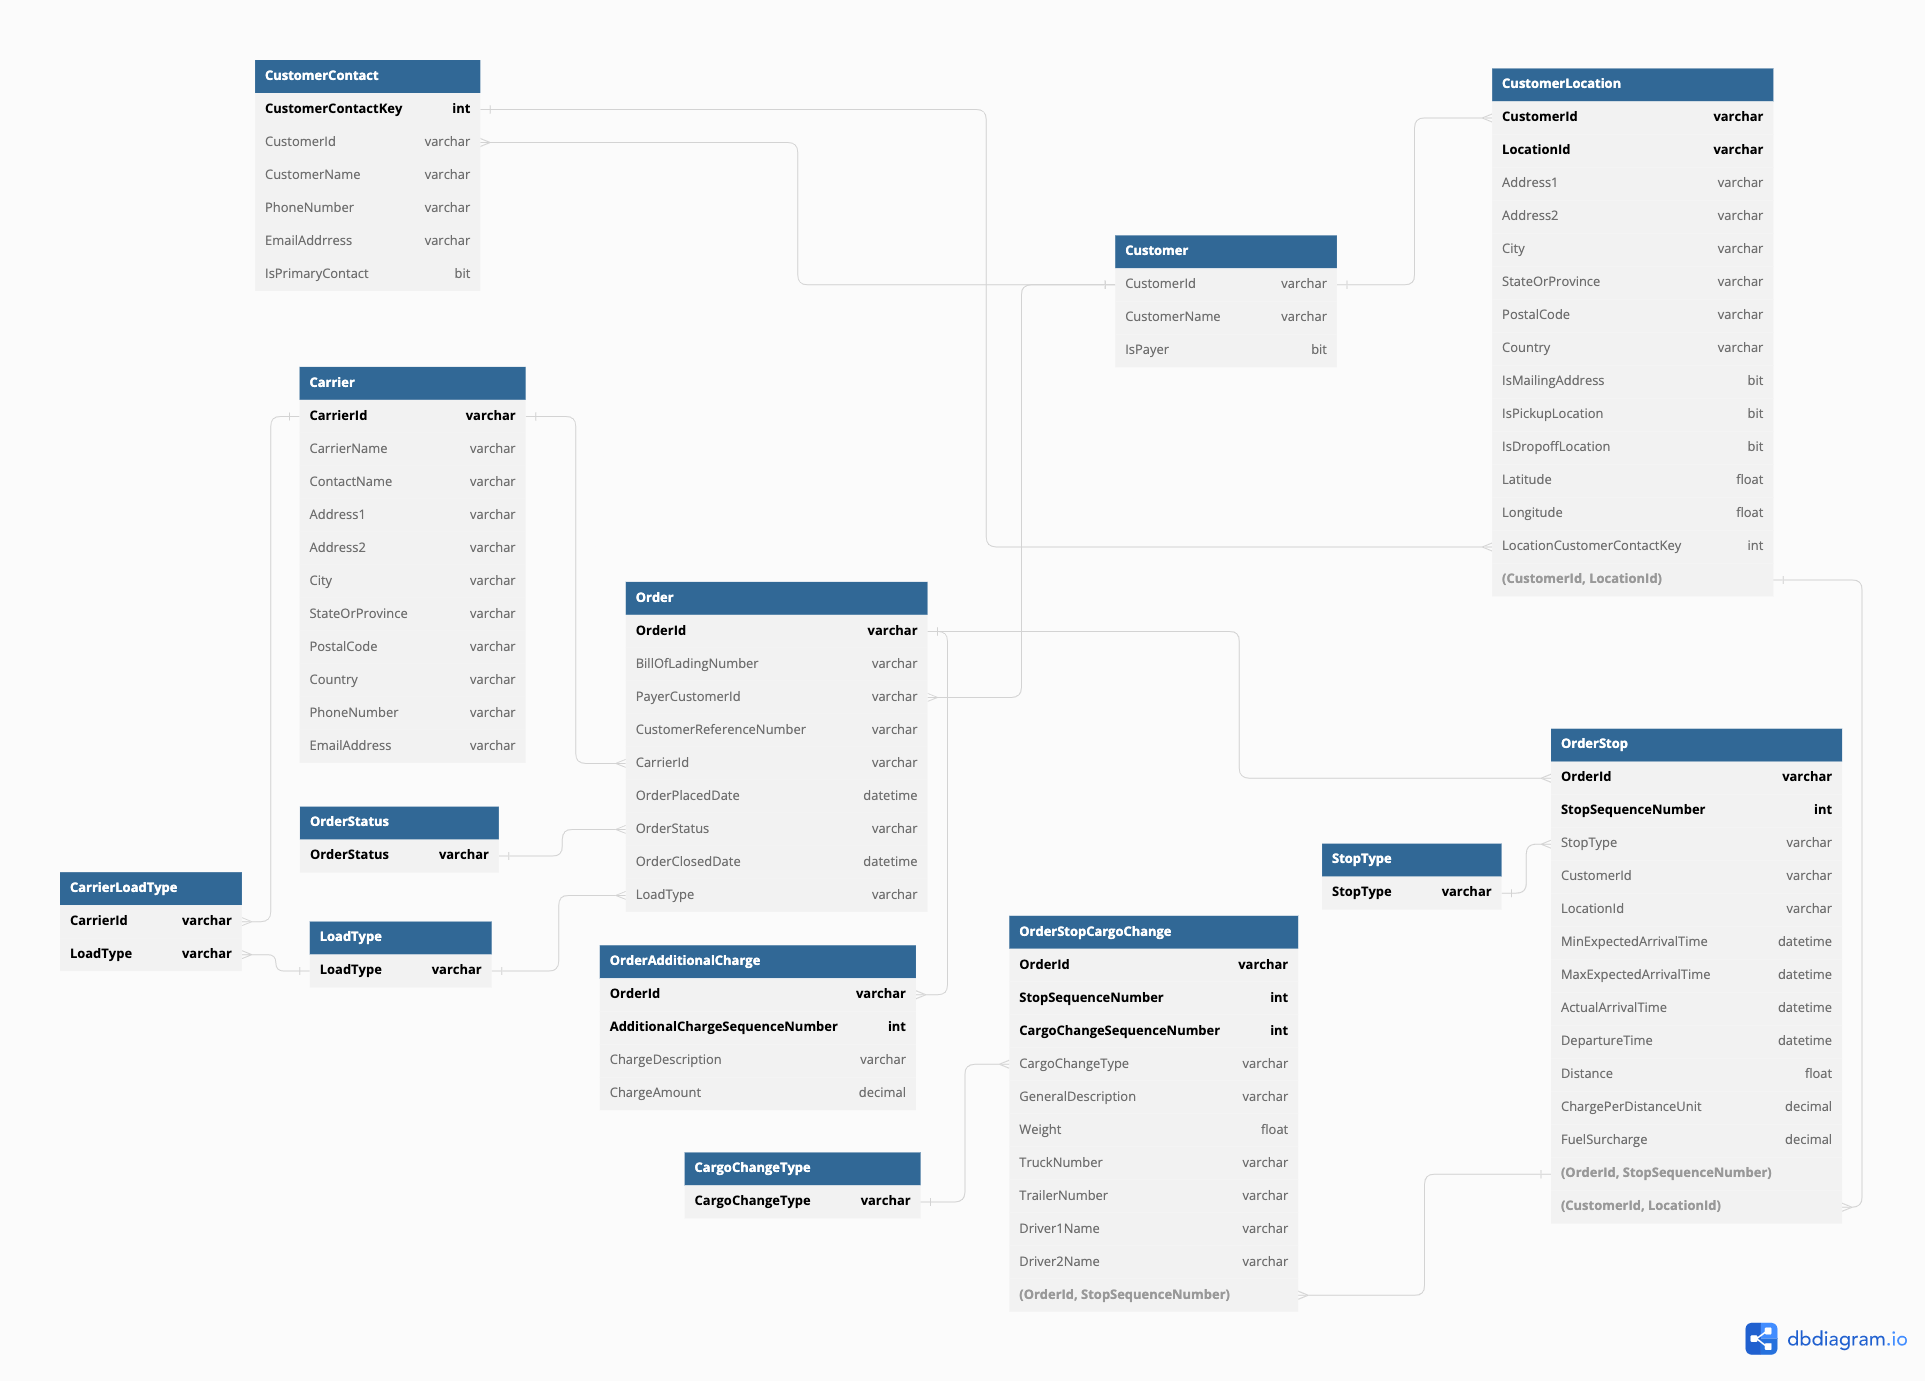 CustomerContact
CustomerContactKey int
CustomerId varchar
CustomerName varchar
PhoneNumber varchar
EmailAddrress varchar
IsPrimaryContact bit
CustomerLocation
CustomerId varchar
LocationId varchar
Address1 varchar
Address2 varchar
City varchar
StateOrProvince varchar
PostalCode varchar
Country varchar
IsMailingAddress bit
IsPickupLocation bit
IsDropoffLocation bit
Latitude float
Longitude float
LocationCustomerContactKey int
(CustomerId, LocationId)
Customer
CustomerId varchar
CustomerName varchar
IsPayer bit
Carrier
CarrierId varchar
CarrierName varchar
ContactName varchar
Address1 varchar
Address2 varchar
City varchar
StateOrProvince varchar
PostalCode varchar
Country varchar
PhoneNumber varchar
EmailAddress varchar
Order
OrderId varchar
BillOfLadingNumber varchar
PayerCustomerId varchar
CustomerReferenceNumber varchar
CarrierId varchar
OrderPlacedDate datetime
OrderStatus varchar
OrderClosedDate datetime
LoadType varchar
OrderStatus
OrderStatus varchar
CarrierLoadType
CarrierId varchar
LoadType varchar
LoadType
LoadType varchar
OrderAdditionalCharge
OrderId varchar
AdditionalChargeSequenceNumber int
ChargeDescription varchar
ChargeAmount decimal
CargoChangeType
CargoChangeType varchar
OrderStopCargoChange
OrderId varchar
StopSequenceNumber int
CargoChangeSequenceNumber int
CargoChangeType varchar
GeneralDescription varchar
Weight float
TruckNumber varchar
TrailerNumber varchar
Driver1Name varchar
Driver2Name varchar
(OrderId, StopSequenceNumber)
StopType
StopType varchar
OrderStop
OrderId varchar
StopSequenceNumber int
StopType varchar
CustomerId varchar
LocationId varchar
MinExpectedArrivalTime datetime
MaxExpectedArrivalTime datetime
ActualArrivalTime datetime
DepartureTime datetime
Distance float
ChargePerDistanceUnit decimal
FuelSurcharge decimal
(OrderId, StopSequenceNumber)
(CustomerId, LocationId)
dbdiagram.io